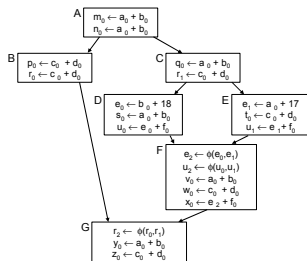 A
m₀ ← a₀ + b₀
n₀ ← a₀ + b₀
B
p₀ ← c₀ + d₀
r₀ ← c₀ + d₀
C
q₀ ← a₀ + b₀
r₁ ← c₀ + d₀
D
e₀ ← b₀ + 18
s₀ ← a₀ + b₀
u₀ ← e₀ + f₀
E
e₁ ← a₀ + 17
t₀ ← c₀ + d₀
u₁ ← e₁ + f₀
F
e₂ ← ϕ(e₀,e₁)
u₂ ← ϕ(u₀,u₁)
v₀ ← a₀ + b₀
w₀ ← c₀ + d₀
x₀ ← e₂ + f₀
G
r₂ ← ϕ(r₀,r₁)
y₀ ← a₀ + b₀
z₀ ← c₀ + d₀